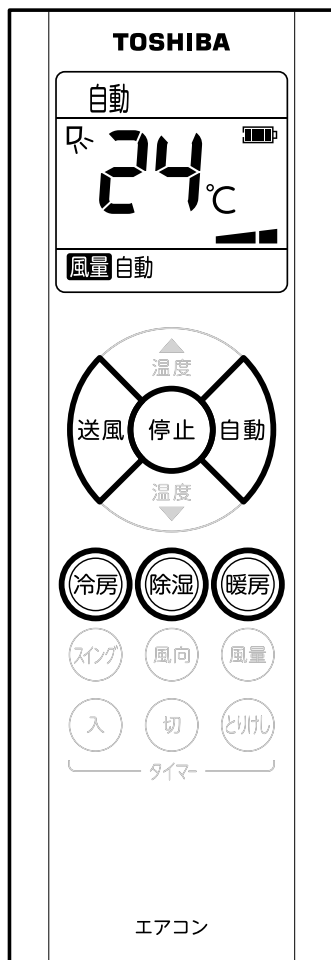 TOSHIBA
自動
24℃
風量 自動
温度
送風 停止 自動
温度
冷房 除湿 暖房
スイング 風向 風量
入 切 とりけし
タイマー
エアコン